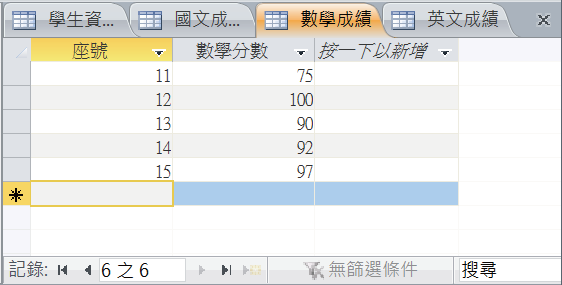 學生資... 國文成... 數學成績 英文成績
座號 數學分數 按一下以新增
11 75
12 100
13 90
14 92
15 97
記錄: 6 之 6 無篩選條件 搜尋